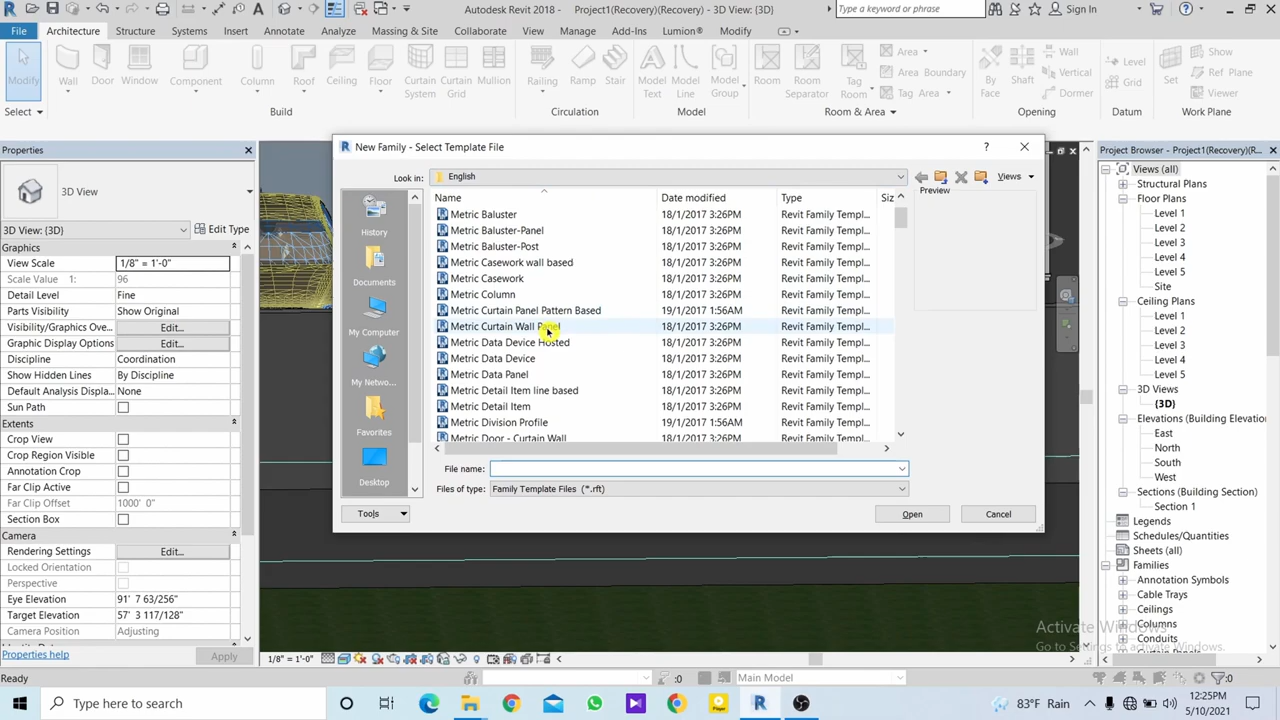 Autodesk Revit 2018 - Project1(Recovery)(Recovery) - 3D View: {3D}
Type a keyword or phrase
Sign In
File
Architecture
Structure
Systems
Insert
Annotate
Analyze
Massing & Site
Collaborate
View
Manage
Add-Ins
Lumion®
Modify
Modify
Wall
Door
Window
Component
Column
Roof
Ceiling
Floor
Curtain System
Curtain Grid
Mullion
Railing
Ramp
Stair
Model Text
Model Line
Model Group
Room
Room Separator
Tag Room
Area
Area Boundary
Tag Area
By Face
Shaft
Wall
Vertical
Dormer
Level
Grid
Set
Show
Ref Plane
Viewer
Select
Build
Circulation
Model
Room & Area
Opening
Datum
Work Plane
Properties
3D View
3D View: {3D}
Edit Type
Graphics
View Scale 1/8" = 1'-0"
Scale Value 1: 96
Detail Level Fine
Parts Visibility Show Original
Visibility/Graphics Ove... Edit...
Graphic Display Options Edit...
Discipline Coordination
Show Hidden Lines By Discipline
Default Analysis Displa... None
Sun Path
Extents
Crop View
Crop Region Visible
Annotation Crop
Far Clip Active
Far Clip Offset 1000' 0"
Section Box
Camera
Rendering Settings Edit...
Locked Orientation
Perspective
Eye Elevation 91' 7 63/256"
Target Elevation 57' 3 117/128"
Camera Position Adjusting
Properties help
Apply
New Family - Select Template File
Look in: English
Views
Preview
History
Documents
My Computer
My Netwo...
Favorites
Desktop
Name Date modified Type Siz
Metric Baluster 18/1/2017 3:26PM Revit Family Templ...
Metric Baluster-Panel 18/1/2017 3:26PM Revit Family Templ...
Metric Baluster-Post 18/1/2017 3:26PM Revit Family Templ...
Metric Casework wall based 18/1/2017 3:26PM Revit Family Templ...
Metric Casework 18/1/2017 3:26PM Revit Family Templ...
Metric Column 18/1/2017 3:26PM Revit Family Templ...
Metric Curtain Panel Pattern Based 19/1/2017 1:56AM Revit Family Templ...
Metric Curtain Wall Panel 18/1/2017 3:26PM Revit Family Templ...
Metric Data Device Hosted 18/1/2017 3:26PM Revit Family Templ...
Metric Data Device 18/1/2017 3:26PM Revit Family Templ...
Metric Data Panel 18/1/2017 3:26PM Revit Family Templ...
Metric Detail Item line based 18/1/2017 3:26PM Revit Family Templ...
Metric Detail Item 18/1/2017 3:26PM Revit Family Templ...
Metric Division Profile 19/1/2017 1:56AM Revit Family Templ...
Metric Door - Curtain Wall 18/1/2017 3:26PM Revit Family Templ...
File name:
Files of type: Family Template Files (*.rft)
Tools
Open
Cancel
Project Browser - Project1(Recovery)(R...
Views (all)
Structural Plans
Floor Plans
Level 1
Level 2
Level 3
Level 4
Level 5
Site
Ceiling Plans
Level 1
Level 2
Level 3
Level 4
Level 5
3D Views
{3D}
Elevations (Building Elevation
East
North
South
West
Sections (Building Section)
Section 1
Legends
Schedules/Quantities
Sheets (all)
Families
Annotation Symbols
Cable Trays
Ceilings
Columns
Conduits
Activate Windows
Go to Settings to activate Windows.
1/8" = 1'-0"
Ready
:0
Main Model
:0
Type here to search
Player
83°F Rain
12:25PM
5/10/2021